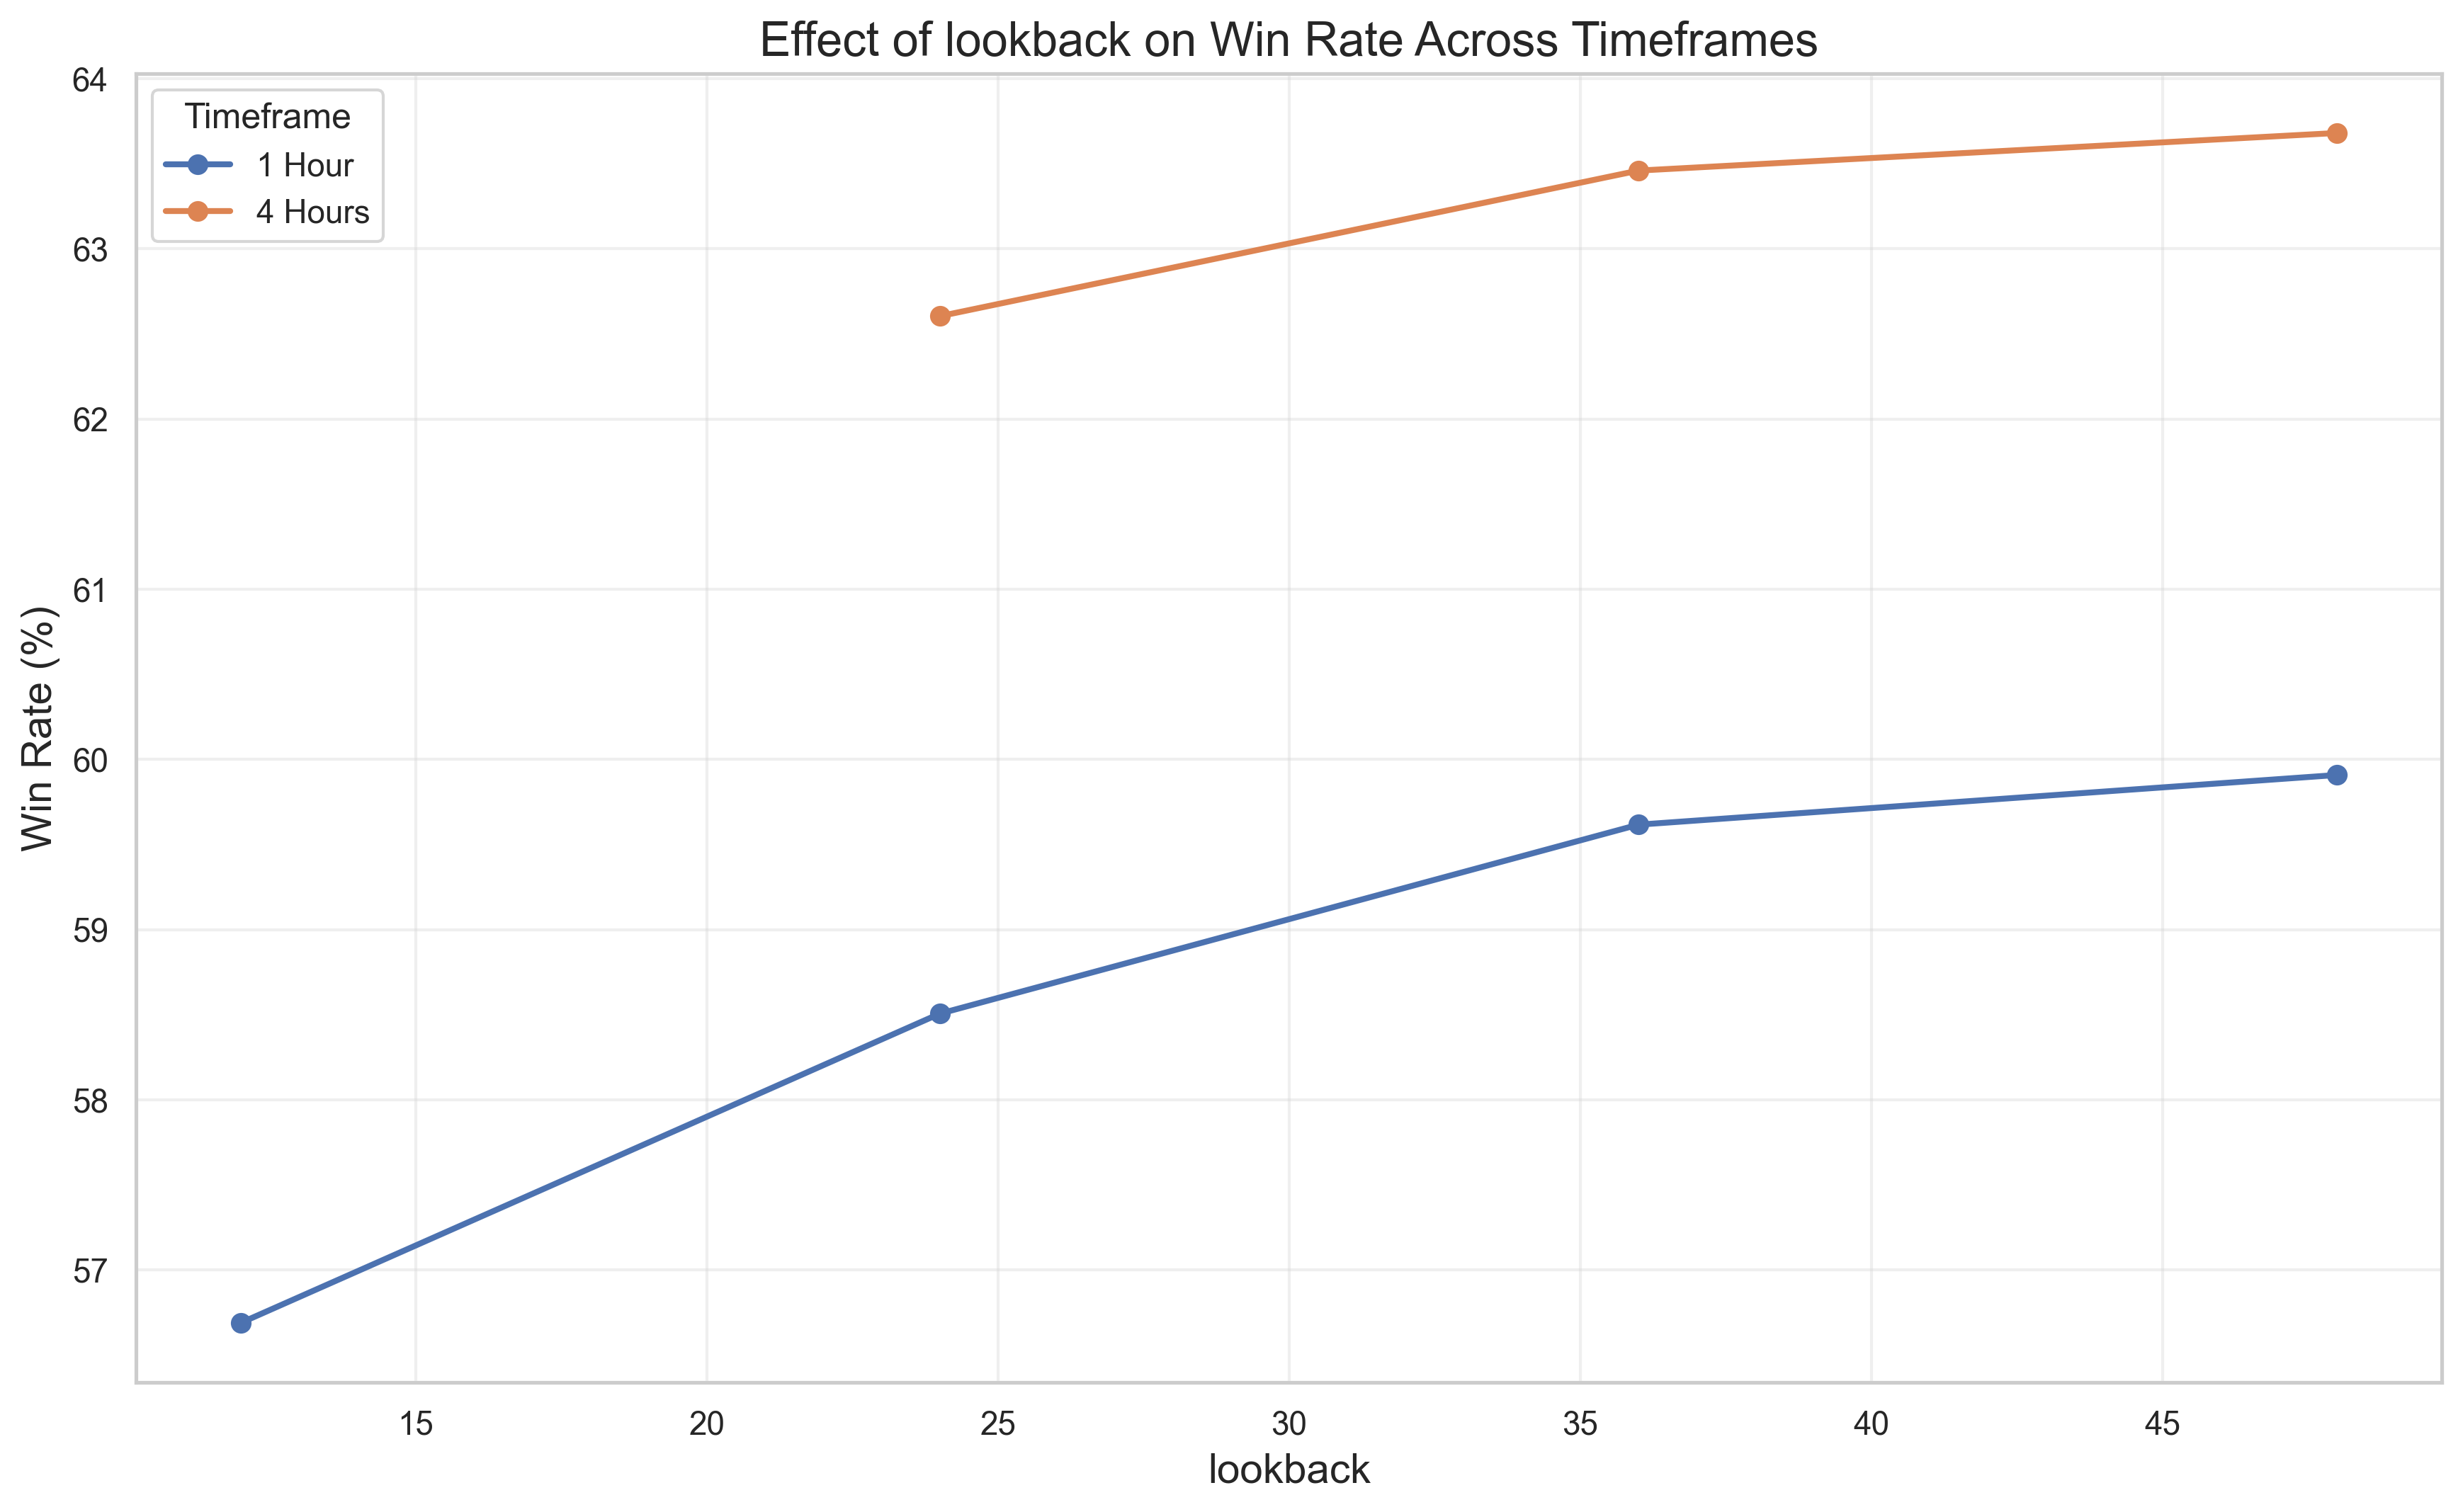 Effect of lookback on Win Rate Across Timeframes
64
63
62
61
60
59
58
57
Win Rate (%)
Timeframe
1 Hour
4 Hours
15 20 25 30 35 40 45
lookback